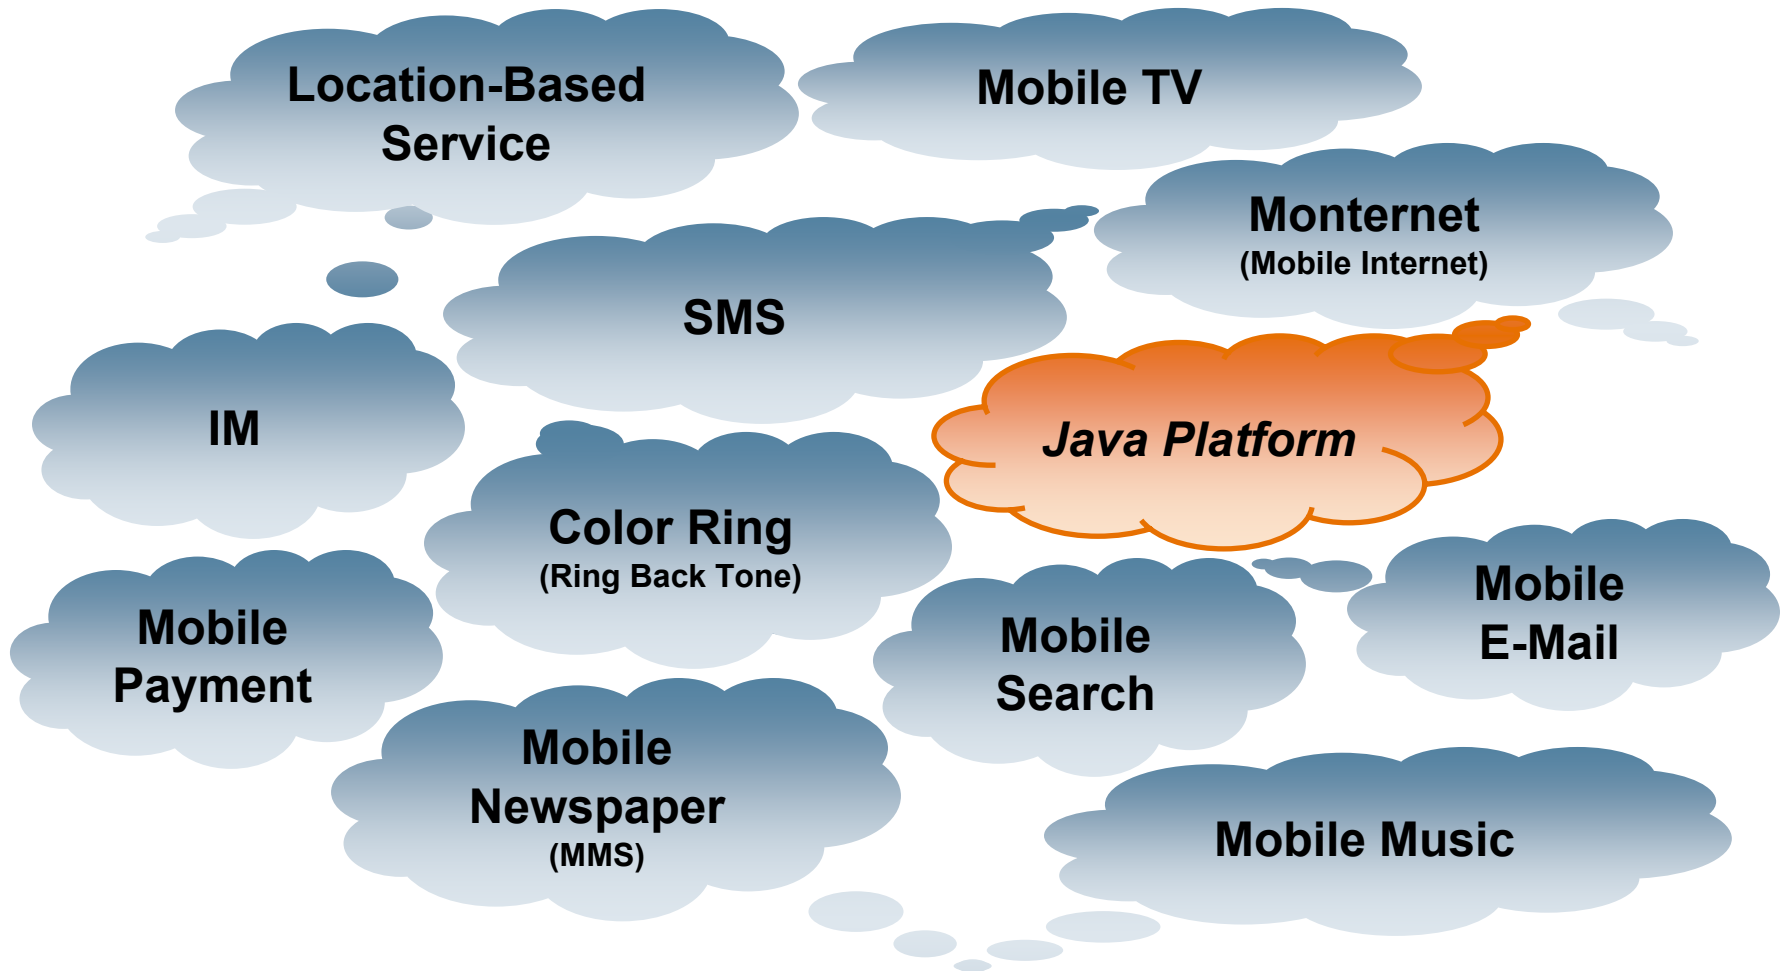 Location-Based
Service
Mobile TV
Monternet
(Mobile Internet)
SMS
IM
Java Platform
Color Ring
(Ring Back Tone)
Mobile
E-Mail
Mobile
Payment
Mobile
Search
Mobile
Newspaper
(MMS)
Mobile Music